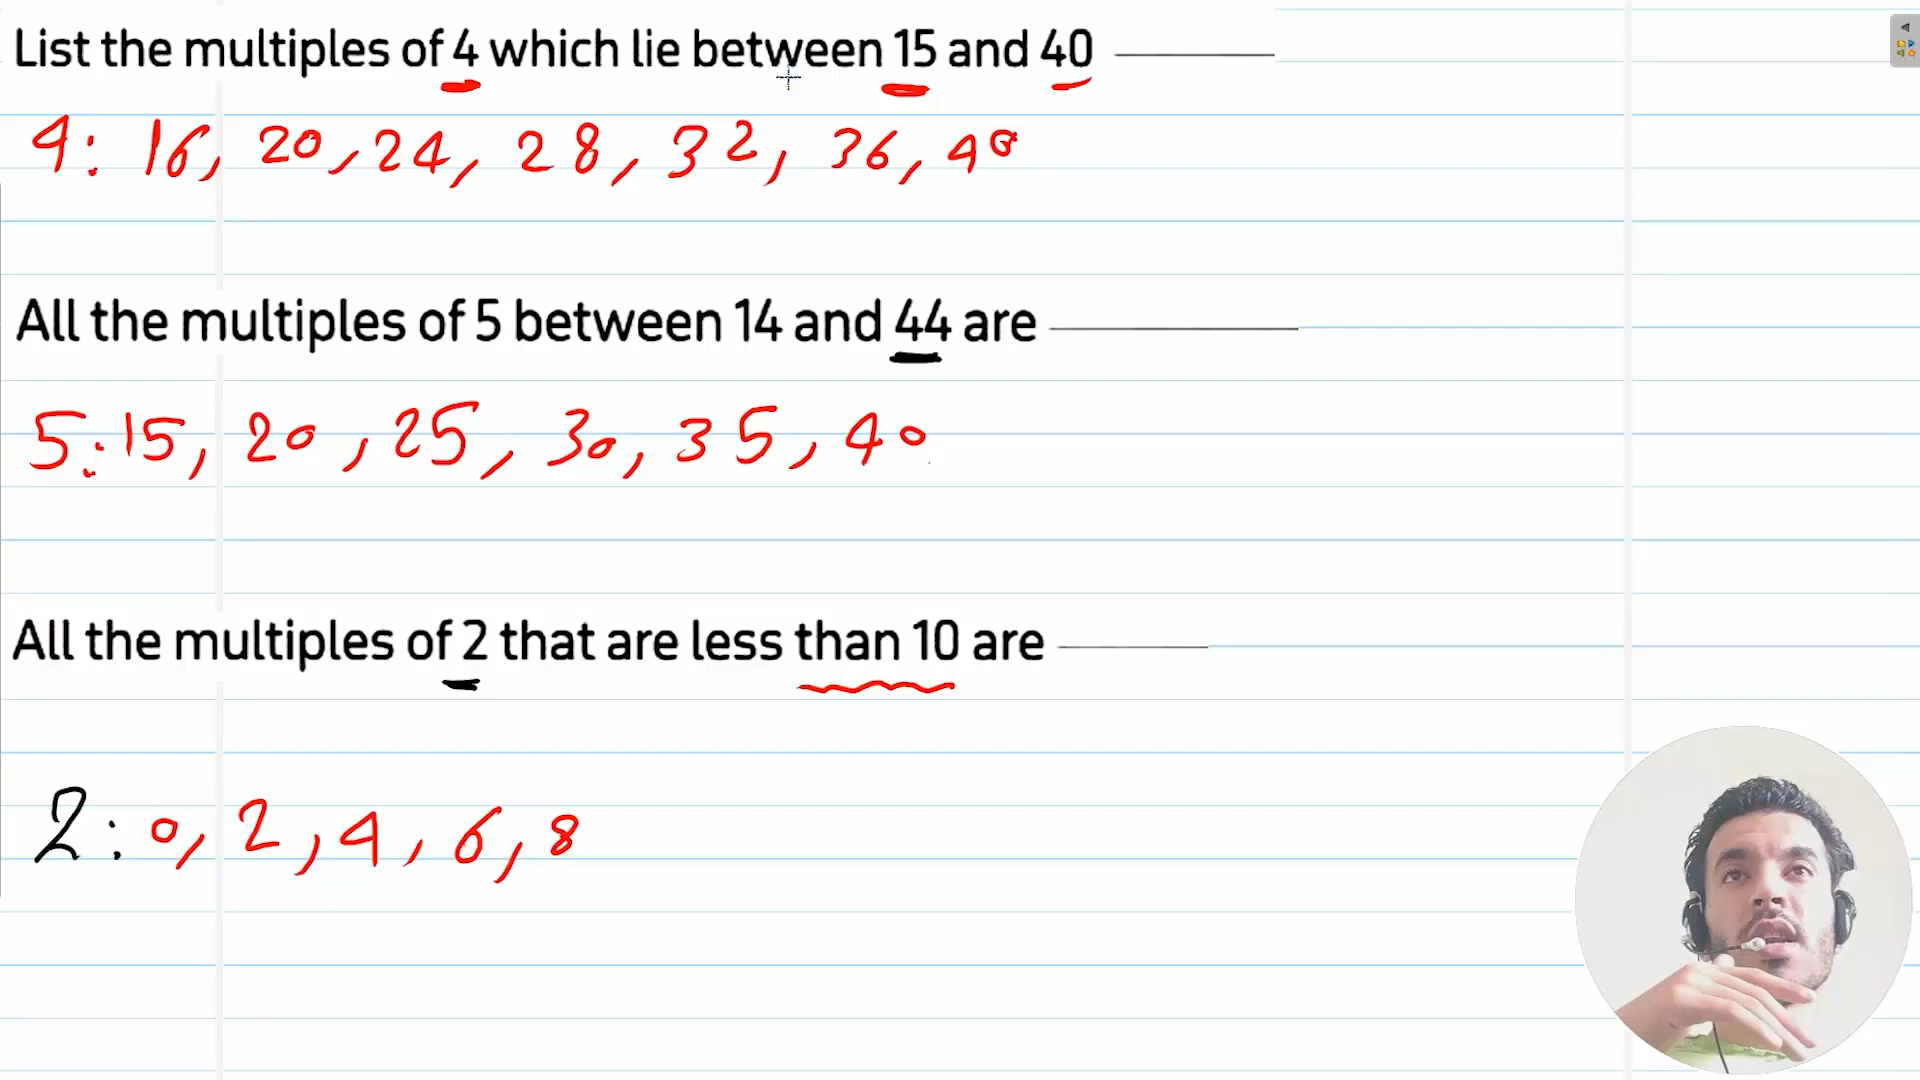 List the multiples of 4 which lie between 15 and 40
4: 16, 20, 24, 28, 32, 36, 40
All the multiples of 5 between 14 and 44 are
5: 15, 20, 25, 30, 35, 40
All the multiples of 2 that are less than 10 are
2: 0, 2, 4, 6, 8